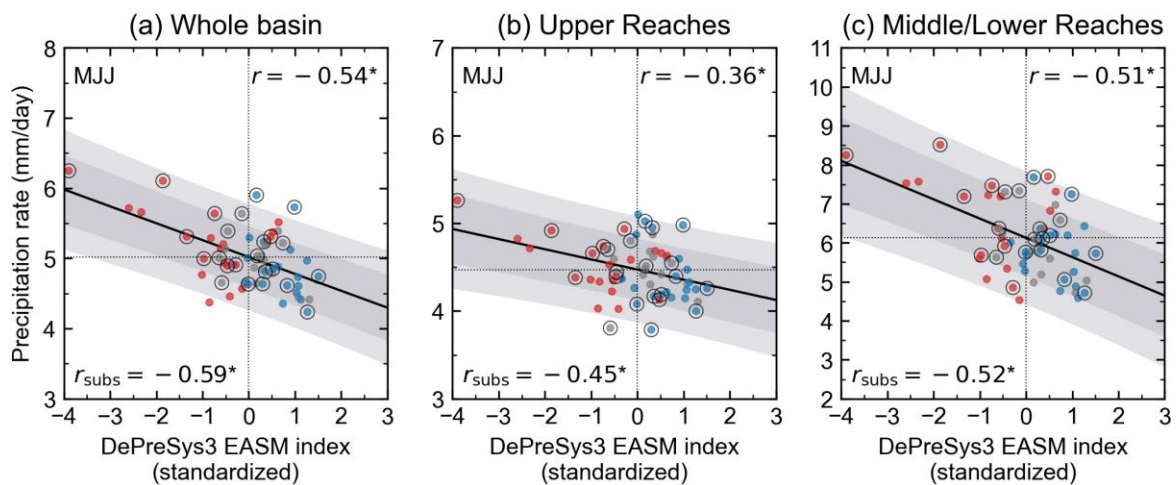 (a) Whole basin
(b) Upper Reaches
(c) Middle/Lower Reaches
Precipitation rate (mm/day)
8
7
6
5
4
3
MJJ
r = −0.54*
r_subs = −0.59*
−4 −3 −2 −1 0 1 2 3
DePreSys3 EASM index
(standardized)
7
6
5
4
3
MJJ
r = −0.36*
r_subs = −0.45*
−4 −3 −2 −1 0 1 2 3
DePreSys3 EASM index
(standardized)
11
10
9
8
7
6
5
4
3
2
MJJ
r = −0.51*
r_subs = −0.52*
−4 −3 −2 −1 0 1 2 3
DePreSys3 EASM index
(standardized)